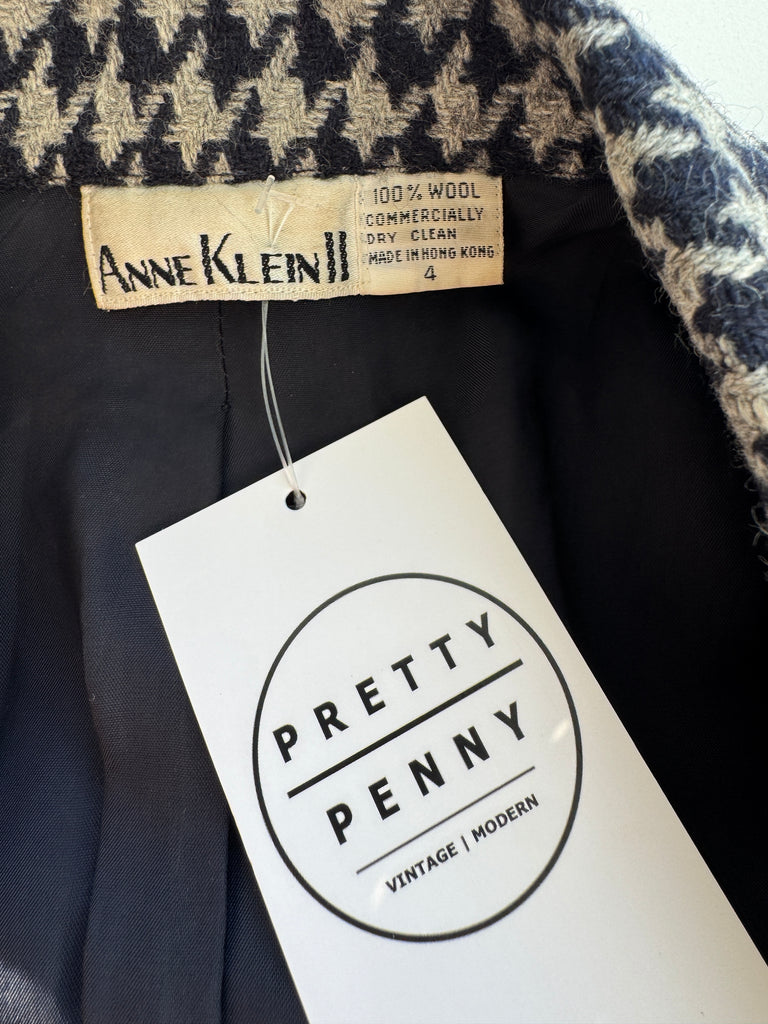 ANNE KLEIN II
100% WOOL
COMMERCIALLY
DRY CLEAN
MADE IN HONG KONG
4
PRETTY
PENNY
VINTAGE | MODERN